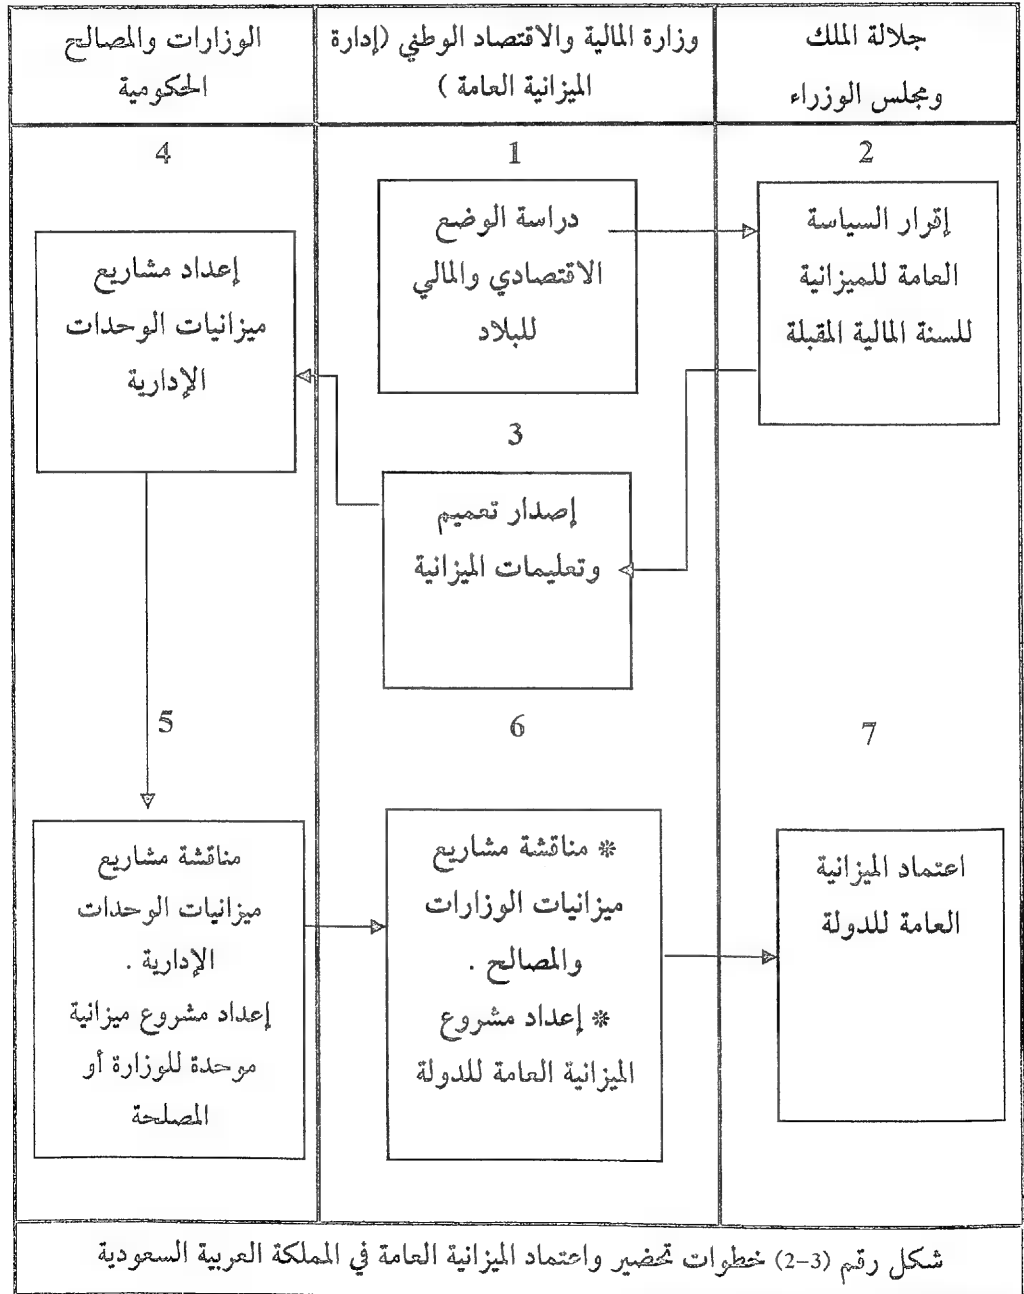 جلالة الملك
ومجلس الوزراء
وزارة المالية والاقتصاد الوطني (إدارة
الميزانية العامة )
الوزارات والمصالح
الحكومية
2
إقرار السياسة
العامة للميزانية
للسنة المالية المقبلة
1
دراسة الوضع
الاقتصادي والمالي
للبلاد
4
إعداد مشاريع
ميزانيات الوحدات
الإدارية
3
إصدار تعميم
وتعليمات الميزانية
7
اعتماد الميزانية
العامة للدولة
6
* مناقشة مشاريع
ميزانيات الوزارات
والمصالح .
* إعداد مشروع
الميزانية العامة للدولة
5
مناقشة مشاريع
ميزانيات الوحدات
الإدارية .
إعداد مشروع ميزانية
موحدة للوزارة أو
المصلحة
شكل رقم (3-2) خطوات تحضير واعتماد الميزانية العامة في المملكة العربية السعودية